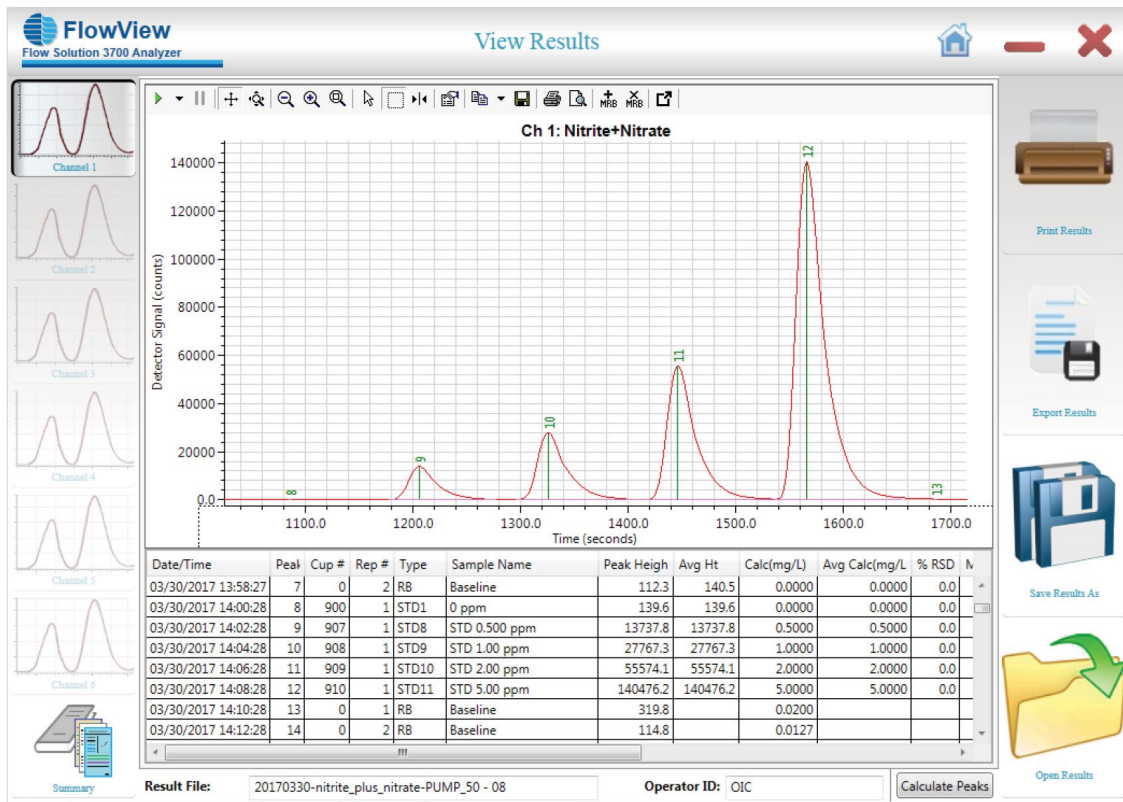 FlowView
Flow Solution 3700 Analyzer
View Results
Channel 1
Channel 2
Channel 3
Channel 4
Channel 5
Channel 6
Summary
MRB MRB
Ch 1: Nitrite+Nitrate
Detector Signal (counts)
140000
120000
100000
80000
60000
40000
20000
0.0
8
9
10
11
12
13
1100.0 1200.0 1300.0 1400.0 1500.0 1600.0 1700.0
Time (seconds)
Date/Time Peak Cup # Rep # Type Sample Name Peak Heigh Avg Ht Calc(mg/L) Avg Calc(mg/L % RSD M
03/30/2017 13:58:27 7 0 2 RB Baseline 112.3 140.5 0.0000 0.0000 0.0
03/30/2017 14:00:28 8 900 1 STD1 0 ppm 139.6 139.6 0.0000 0.0000 0.0
03/30/2017 14:02:28 9 907 1 STD8 STD 0.500 ppm 13737.8 13737.8 0.5000 0.5000 0.0
03/30/2017 14:04:28 10 908 1 STD9 STD 1.00 ppm 27767.3 27767.3 1.0000 1.0000 0.0
03/30/2017 14:06:28 11 909 1 STD10 STD 2.00 ppm 55574.1 55574.1 2.0000 2.0000 0.0
03/30/2017 14:08:28 12 910 1 STD11 STD 5.00 ppm 140476.2 140476.2 5.0000 5.0000 0.0
03/30/2017 14:10:28 13 0 1 RB Baseline 319.8 0.0200
03/30/2017 14:12:28 14 0 2 RB Baseline 114.8 0.0127
Result File: 20170330-nitrite_plus_nitrate-PUMP_50 - 08 Operator ID: OIC Calculate Peaks
Print Results
Export Results
Save Results As
Open Results